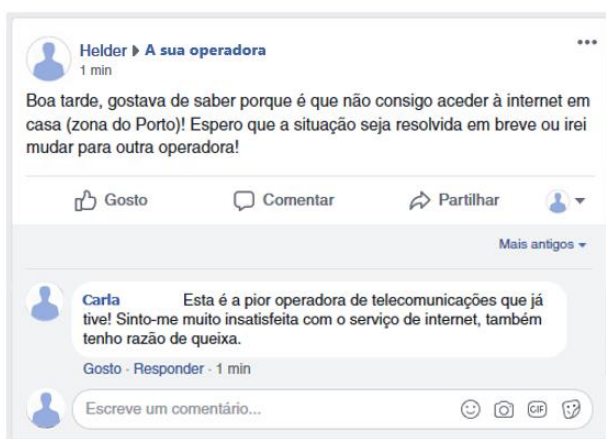 Helder ▸ A sua operadora
1 min
Boa tarde, gostava de saber porque é que não consigo aceder à internet em
casa (zona do Porto)! Espero que a situação seja resolvida em breve ou irei
mudar para outra operadora!
Gosto Comentar Partilhar
Mais antigos
Carla Esta é a pior operadora de telecomunicações que já
tive! Sinto-me muito insatisfeita com o serviço de internet, também
tenho razão de queixa.
Gosto · Responder · 1 min
Escreve um comentário... GIF